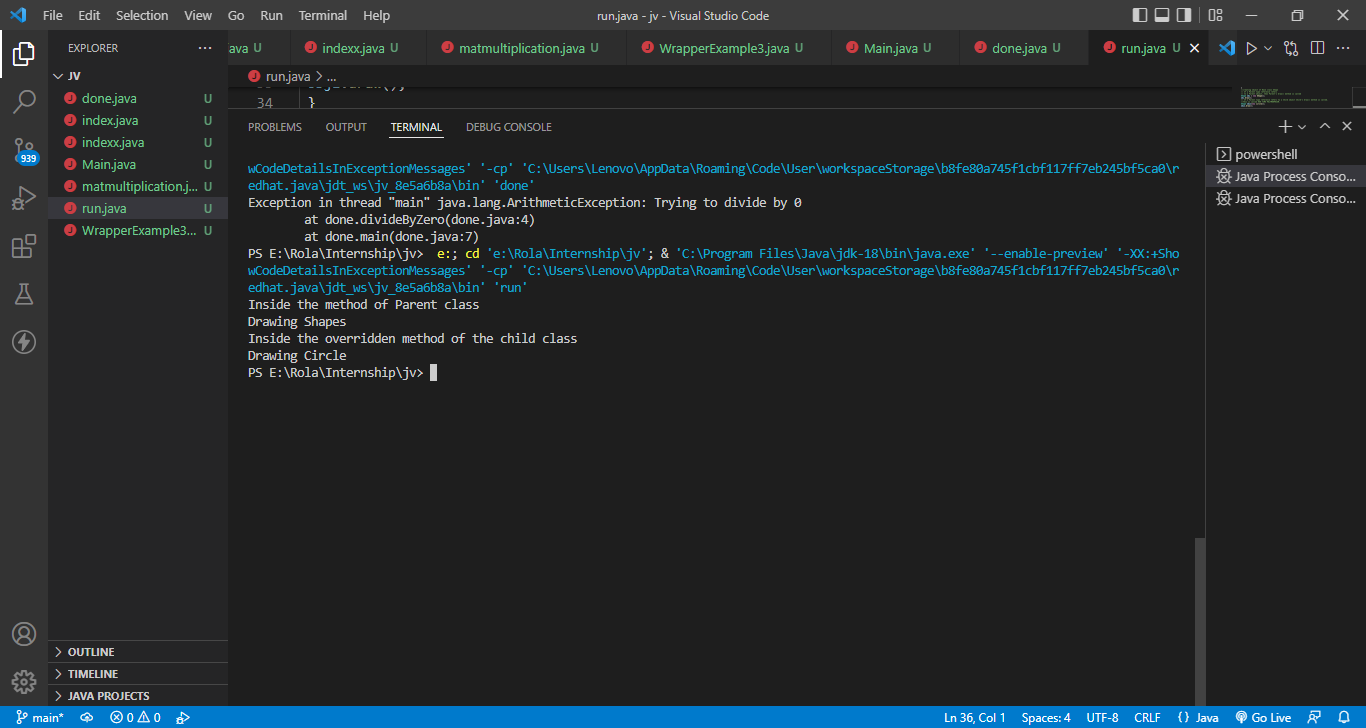 File Edit Selection View Go Run Terminal Help
run.java - jv - Visual Studio Code
EXPLORER
JV
done.java U
index.java U
indexx.java U
Main.java U
matmultiplication.j... U
run.java U
WrapperExample3... U
OUTLINE
TIMELINE
JAVA PROJECTS
939
ava U indexx.java U matmultiplication.java U WrapperExample3.java U Main.java U done.java U run.java U
run.java > ...
34 }
PROBLEMS OUTPUT TERMINAL DEBUG CONSOLE
wCodeDetailsInExceptionMessages' '-cp' 'C:\Users\Lenovo\AppData\Roaming\Code\User\workspaceStorage\b8fe80a745f1cbf117ff7eb245bf5ca0\r
edhat.java\jdt_ws\jv_8e5a6b8a\bin' 'done'
Exception in thread "main" java.lang.ArithmeticException: Trying to divide by 0
at done.divideByZero(done.java:4)
at done.main(done.java:7)
PS E:\Rola\Internship\jv> e:; cd 'e:\Rola\Internship\jv'; & 'C:\Program Files\Java\jdk-18\bin\java.exe' '--enable-preview' '-XX:+Sho
wCodeDetailsInExceptionMessages' '-cp' 'C:\Users\Lenovo\AppData\Roaming\Code\User\workspaceStorage\b8fe80a745f1cbf117ff7eb245bf5ca0\r
edhat.java\jdt_ws\jv_8e5a6b8a\bin' 'run'
Inside the method of Parent class
Drawing Shapes
Inside the overridden method of the child class
Drawing Circle
PS E:\Rola\Internship\jv>
powershell
Java Process Conso...
Java Process Conso...
main* 0 0
Ln 36, Col 1 Spaces: 4 UTF-8 CRLF {} Java Go Live